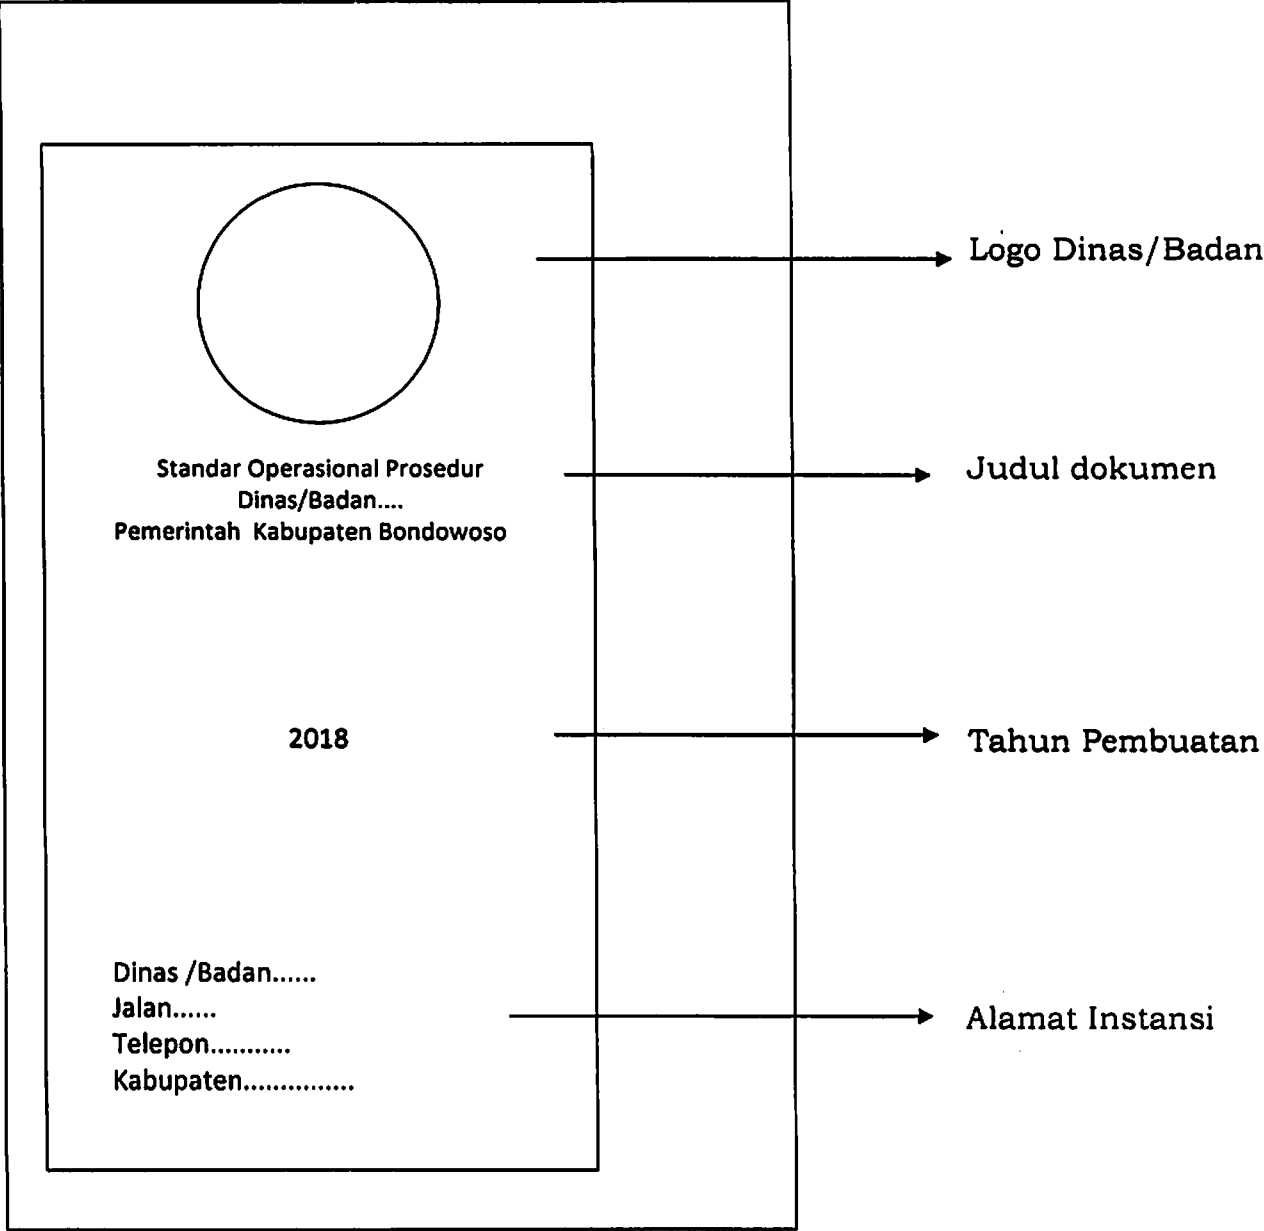 Logo Dinas/Badan
Standar Operasional Prosedur
Dinas/Badan....
Pemerintah Kabupaten Bondowoso
Judul dokumen
2018
Tahun Pembuatan
Dinas /Badan......
Jalan......
Telepon...........
Kabupaten...............
Alamat Instansi